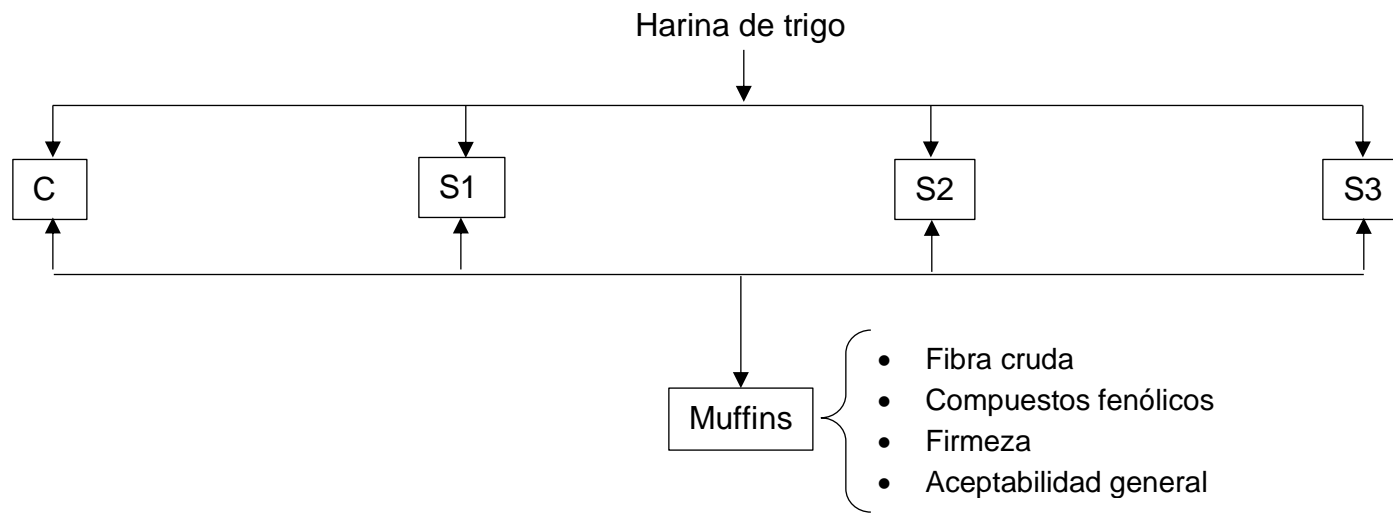 Harina de trigo
C
S1
S2
S3
Muffins
• Fibra cruda
• Compuestos fenólicos
• Firmeza
• Aceptabilidad general